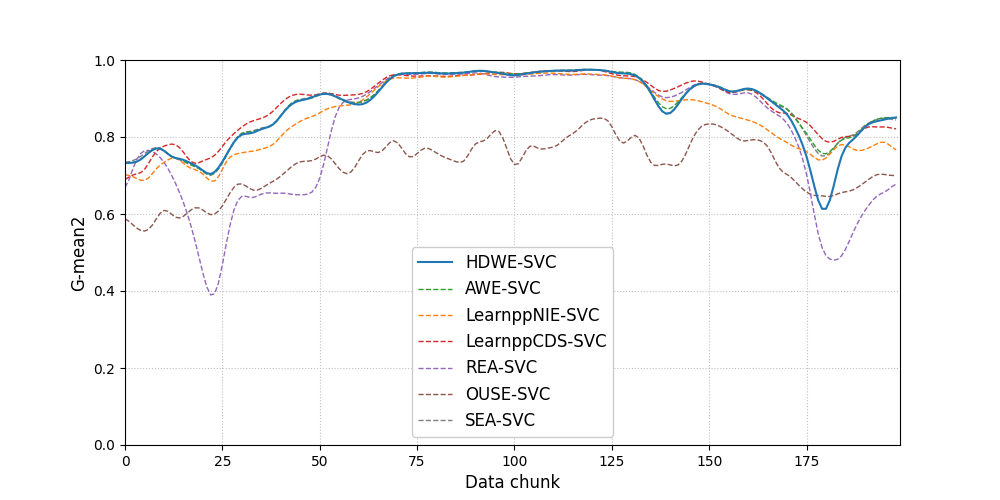 G-mean2
1.0
0.8
0.6
0.4
0.2
0.0
HDWE-SVC
AWE-SVC
LearnppNIE-SVC
LearnppCDS-SVC
REA-SVC
OUSE-SVC
SEA-SVC
0 25 50 75 100 125 150 175
Data chunk